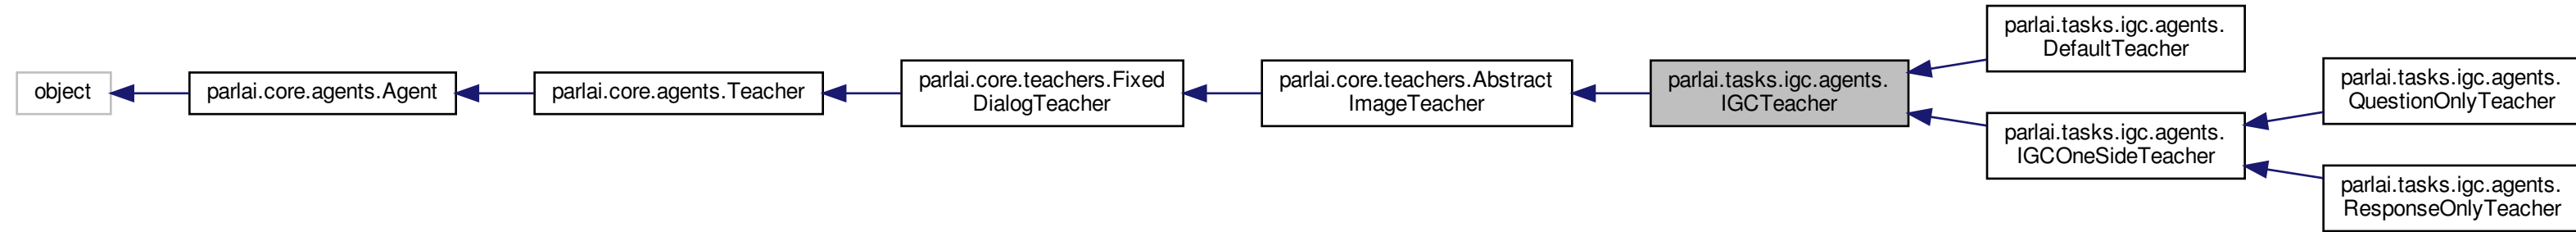 object
parlai.core.agents.Agent
parlai.core.agents.Teacher
parlai.core.teachers.Fixed
DialogTeacher
parlai.core.teachers.Abstract
ImageTeacher
parlai.tasks.igc.agents.
IGCTeacher
parlai.tasks.igc.agents.
DefaultTeacher
parlai.tasks.igc.agents.
IGCOneSideTeacher
parlai.tasks.igc.agents.
QuestionOnlyTeacher
parlai.tasks.igc.agents.
ResponseOnlyTeacher